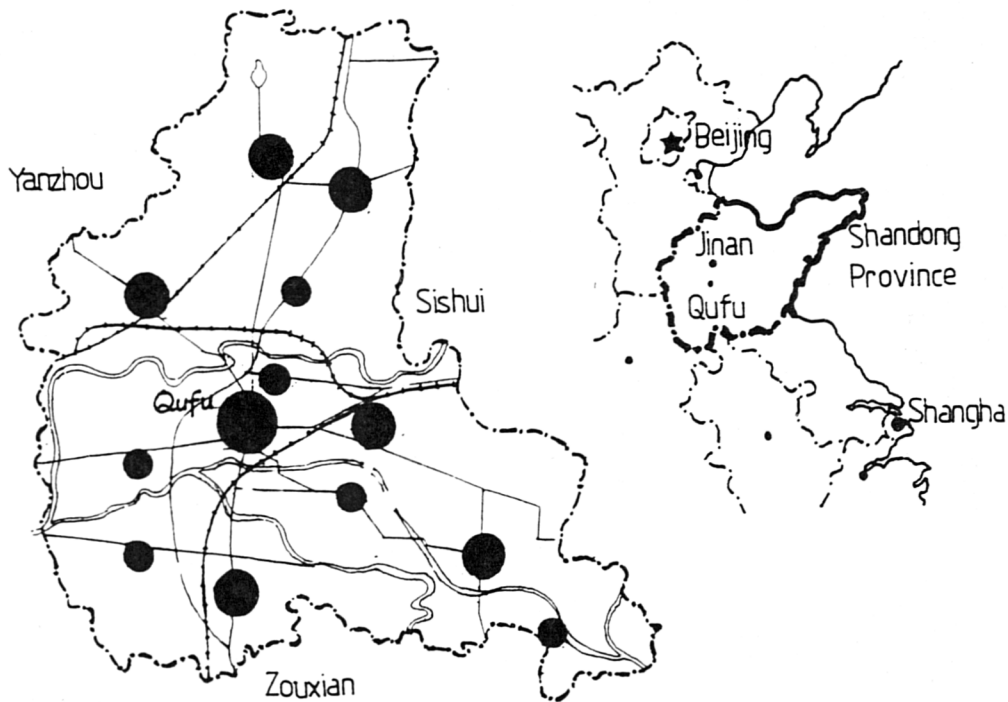 Yanzhou
Sishui
Qufu
Zouxian
Beijing
Jinan
Shandong
Province
Qufu
Shangha